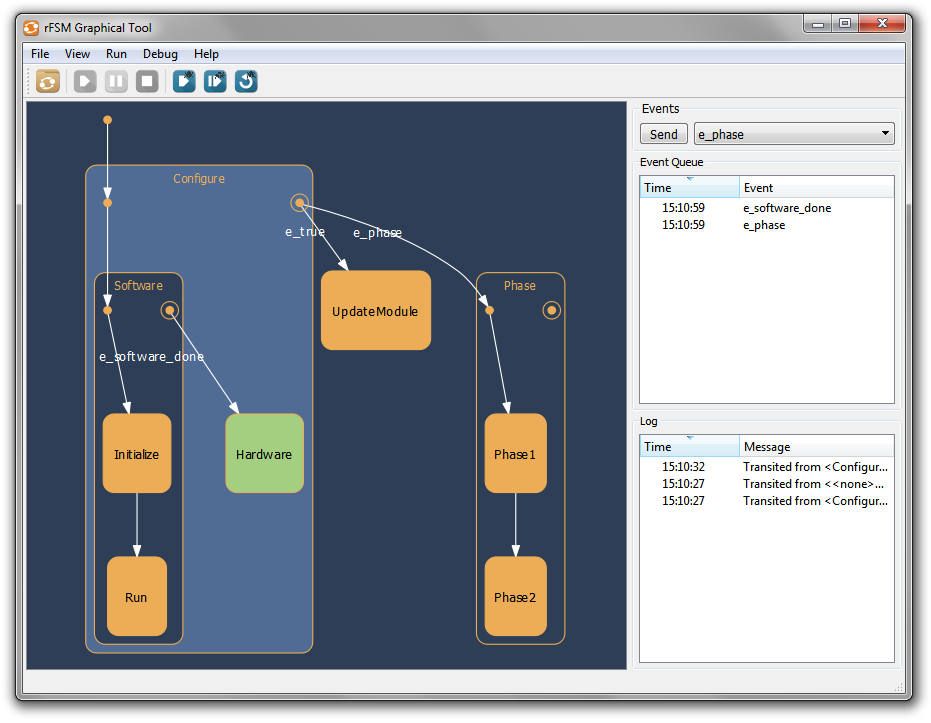 rFSM Graphical Tool
File View Run Debug Help
Events
Send e_phase
Event Queue
Time Event
15:10:59 e_software_done
15:10:59 e_phase
Log
Time Message
15:10:32 Transited from <Configur...
15:10:27 Transited from <<none>...
15:10:27 Transited from <Configur...
Configure
e_true e_phase
Software
Phase
UpdateModule
e_software_done
Initialize
Hardware
Phase1
Run
Phase2